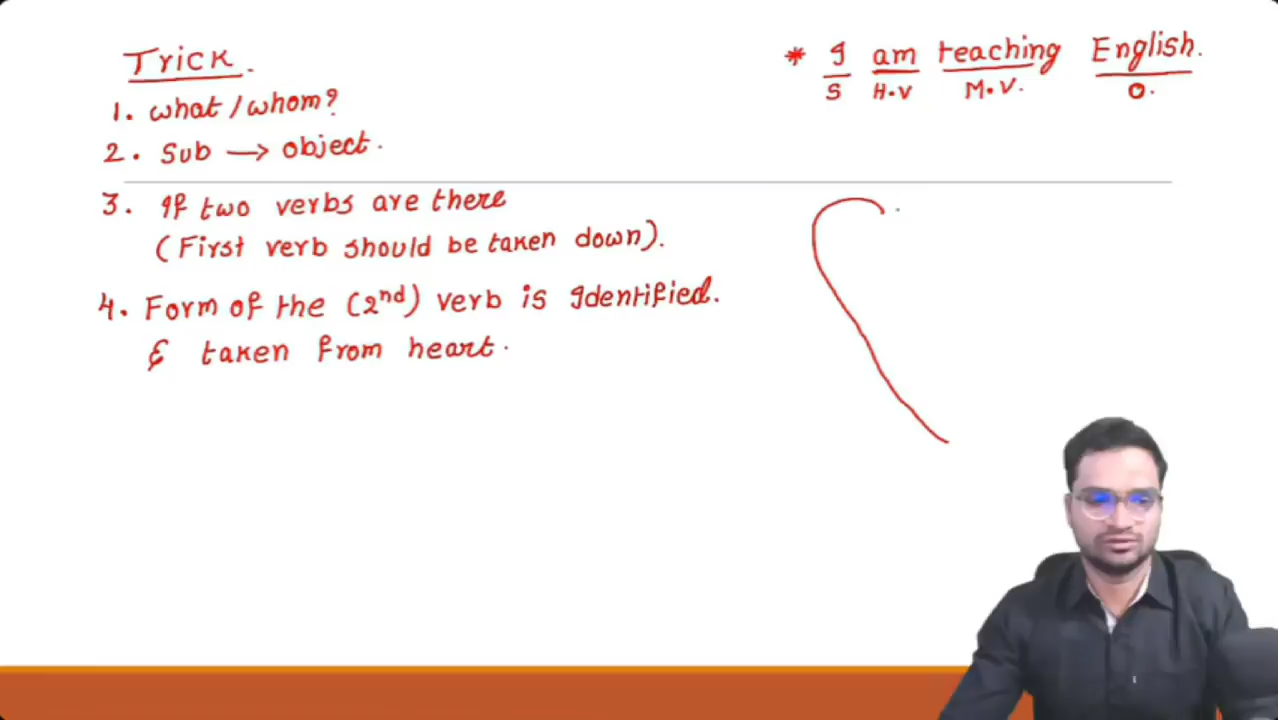 Trick.
1. what / whom?
2. Sub → object.
3. If two verbs are there
(First verb should be taken down).
4. Form of the (2nd) verb is Identified.
& taken from heart.
* I am teaching English.
S H.V M.V. O.